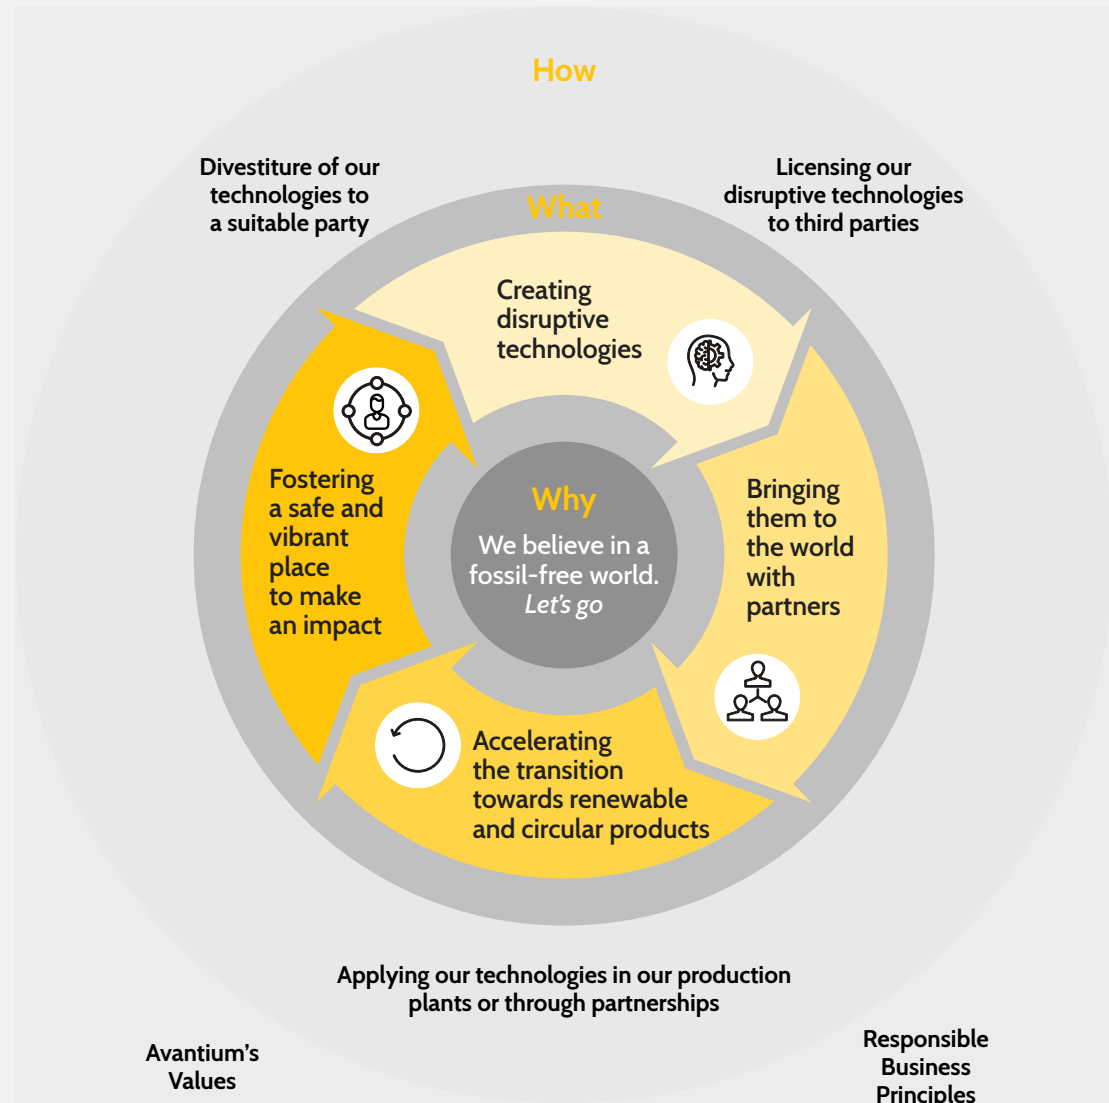 How
Divestiture of our
technologies to
a suitable party
Licensing our
disruptive technologies
to third parties
What
Creating
disruptive
technologies
Fostering
a safe and
vibrant
place
to make
an impact
Why
We believe in a
fossil-free world.
Let's go
Bringing
them to
the world
with
partners
Accelerating
the transition
towards renewable
and circular products
Applying our technologies in our production
plants or through partnerships
Avantium's
Values
Responsible
Business
Principles